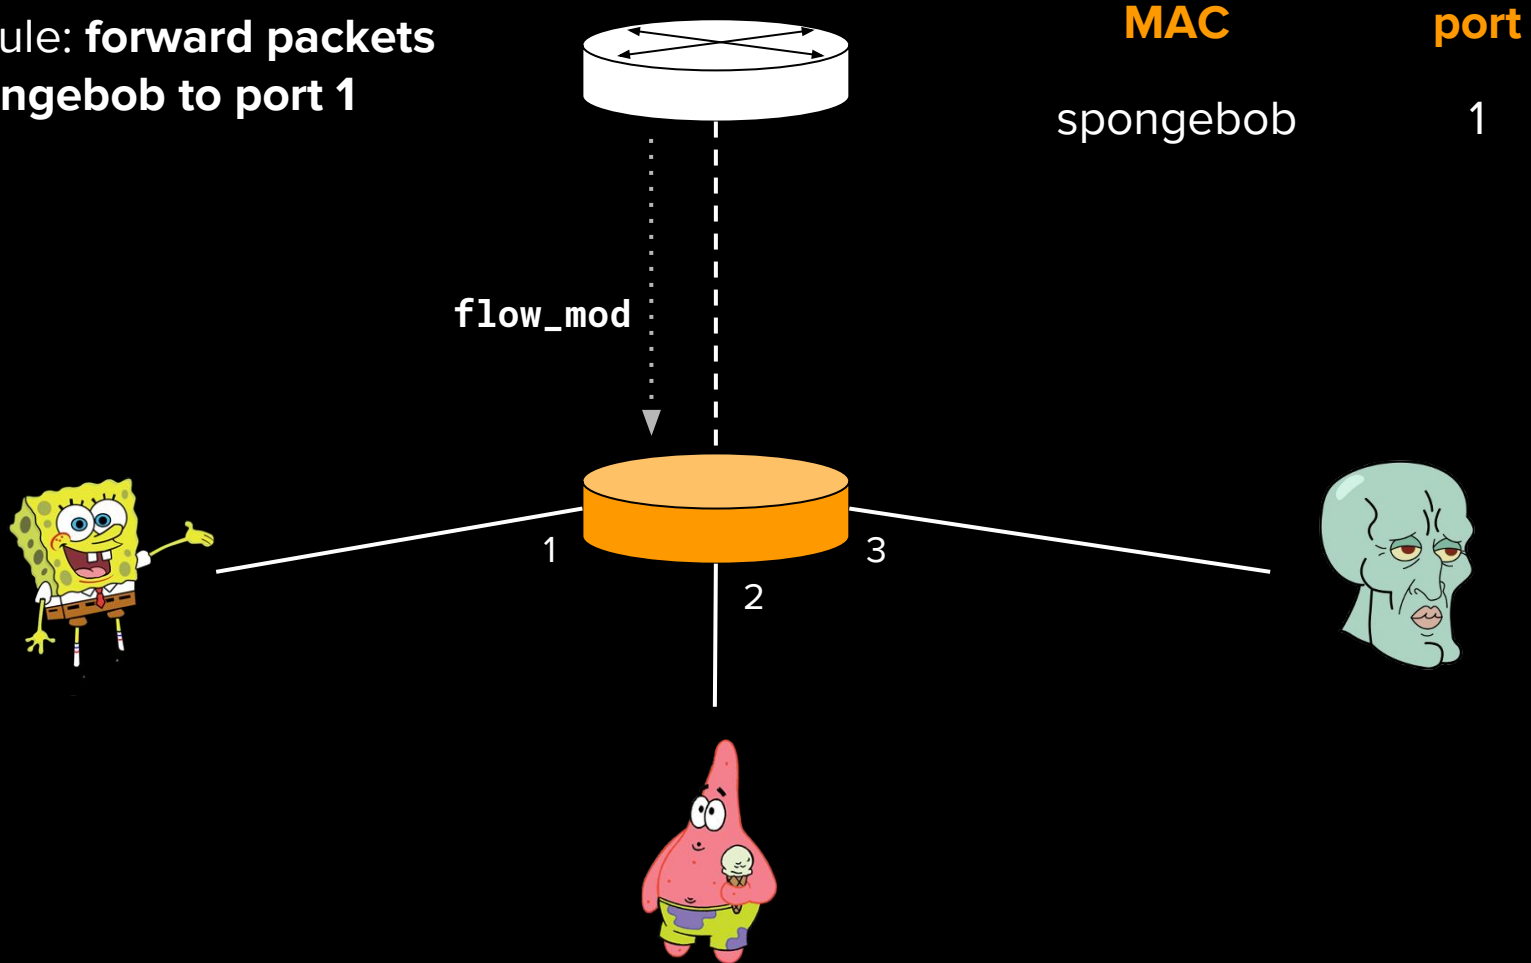 ule: forward packets
ngebob to port 1
MAC port
spongebob 1
flow_mod
1
3
2